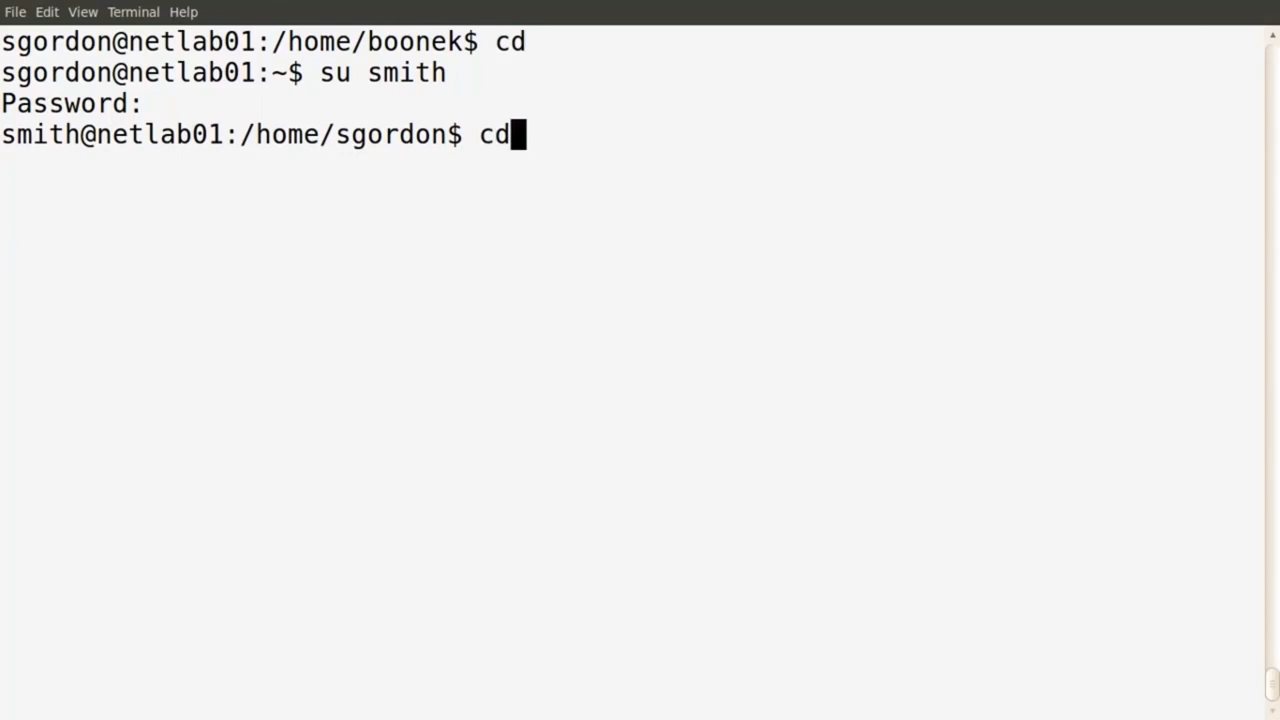 File Edit View Terminal Help
sgordon@netlab01:/home/boonek$ cd
sgordon@netlab01:~$ su smith
Password:
smith@netlab01:/home/sgordon$ cd